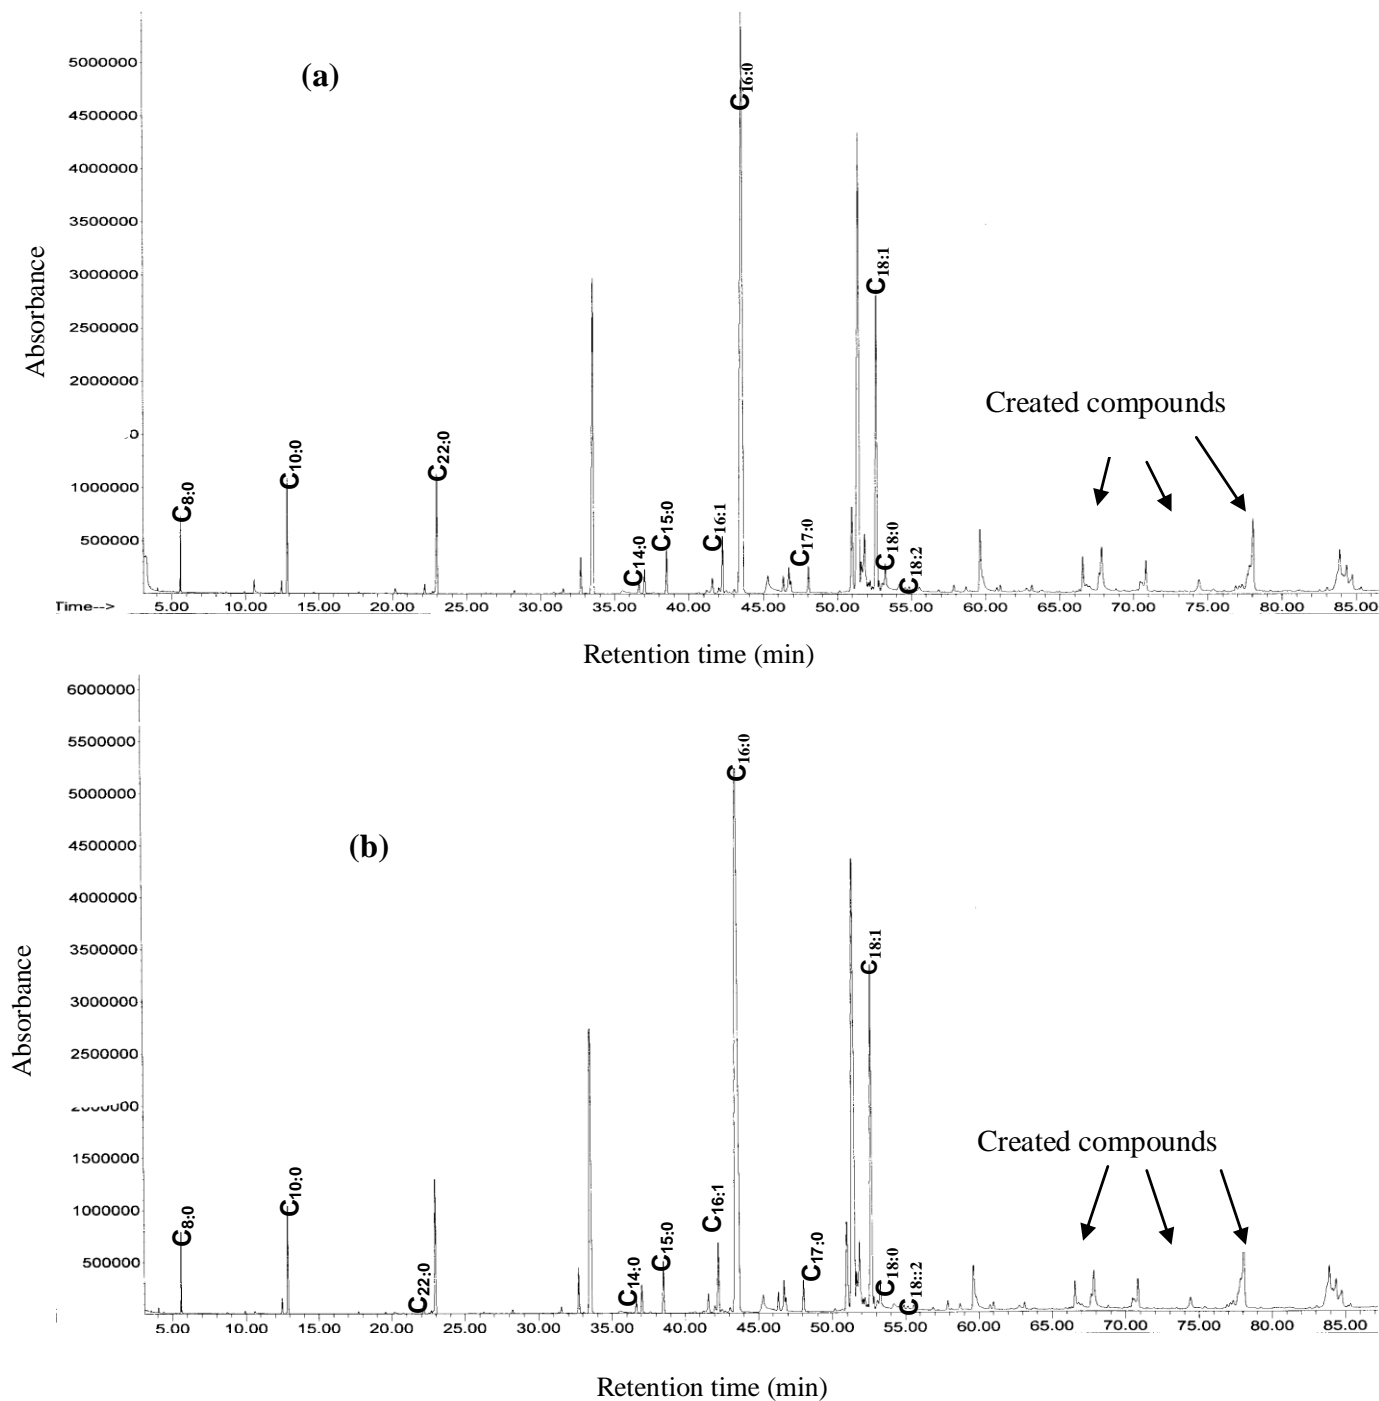 (a)
Absorbance
5000000
4500000
4000000
3500000
3000000
2500000
2000000
0
1000000
500000
C8:0
C10:0
C22:0
C14:0
C15:0
C16:1
C16:0
C17:0
C18:1
C18:0
C18:2
Created compounds
Time-->
5.00 10.00 15.00 20.00 25.00 30.00 35.00 40.00 45.00 50.00 55.00 60.00 65.00 70.00 75.00 80.00 85.00
Retention time (min)
(b)
Absorbance
6000000
5500000
5000000
4500000
4000000
3500000
3000000
2500000
2000000
1500000
1000000
500000
C8:0
C10:0
C22:0
C14:0
C15:0
C16:1
C16:0
C17:0
C18:1
C18:0
C18::2
Created compounds
5.00 10.00 15.00 20.00 25.00 30.00 35.00 40.00 45.00 50.00 55.00 60.00 65.00 70.00 75.00 80.00 85.00
Retention time (min)